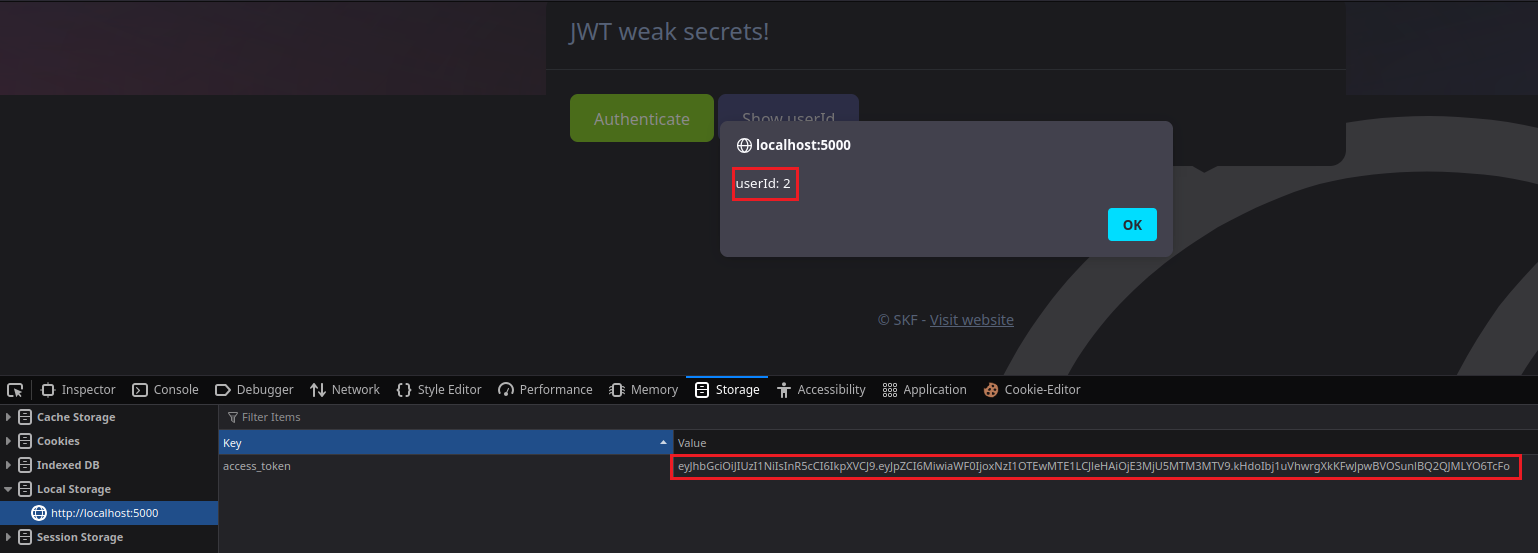 JWT weak secrets!
Authenticate
Show userId
localhost:5000
userId: 2
OK
© SKF - Visit website
Inspector
Console
Debugger
Network
Style Editor
Performance
Memory
Storage
Accessibility
Application
Cookie-Editor
Cache Storage
Cookies
Indexed DB
Local Storage
http://localhost:5000
Session Storage
Filter Items
Key
Value
access_token
eyJhbGciOiJIUzI1NiIsInR5cCI6IkpXVCJ9.eyJpZCI6MiwiaWF0IjoxNzI1OTEwMTE1LCJleHAiOjE3MjU5MTM3MTV9.kHdoIbj1uVhwrgXkKFwJpwBVOSunlBQ2QJMLYO6TcFo